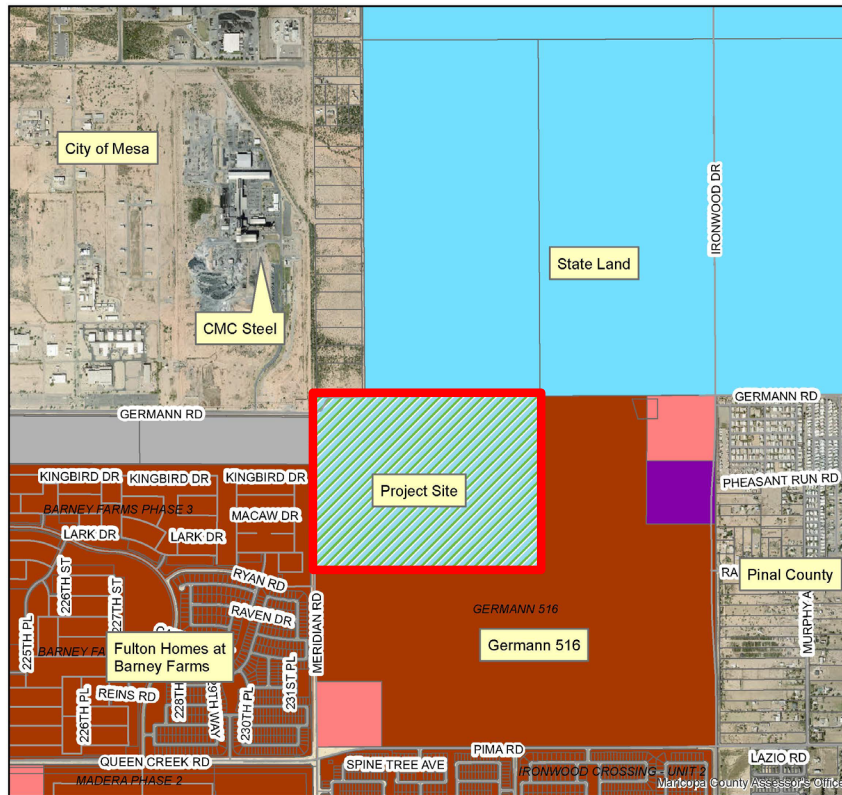 City of Mesa
IRONWOOD DR
State Land
CMC Steel
GERMANN RD
GERMANN RD
KINGBIRD DR
KINGBIRD DR
KINGBIRD DR
PHEASANT RUN RD
Project Site
BARNEY FARMS PHASE 3
MACAW DR
LARK DR
LARK DR
226TH ST
227TH ST
225TH PL
RYAN RD
RA
Pinal County
RAVEN DR
MERIDIAN RD
GERMANN 516
MURPHY A
Fulton Homes at
Barney Farms
BARNEY FA
Germann 516
231ST PL
REINS RD
226TH PL
228TH
9TH WAY
230TH PL
QUEEN CREEK RD
PIMA RD
LAZIO RD
SPINE TREE AVE
IRONWOOD CROSSING - UNIT 2
MADERA PHASE 2
Maricopa County Assessor's Office